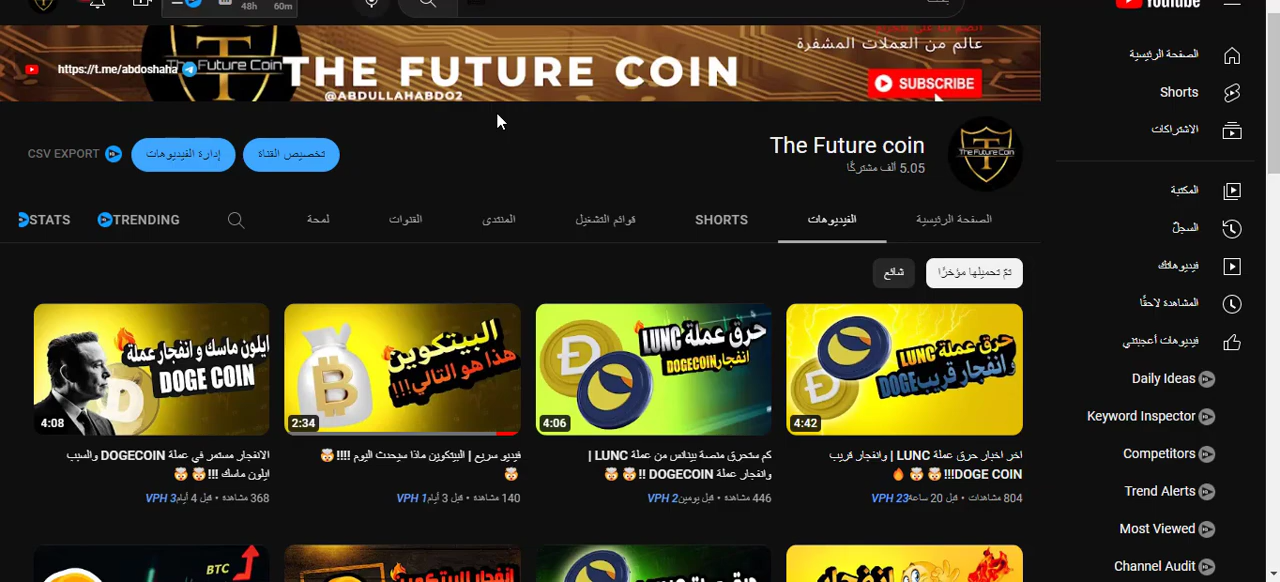 48h
60m
YouTube
عالم من العملات المشفرة
SUBSCRIBE
The Future Coin
THE FUTURE COIN
https://t.me/abdoshaha
@ABDULLAHABDO2
The Future coin
5.05 ألف مشترك
The Future Coin
تخصيص القناة
إدارة الفيديوهات
CSV EXPORT
الصفحة الرئيسية
الفيديوهات
SHORTS
قوائم التشغيل
المنتدى
القنوات
لمحة
TRENDING
STATS
تم تحميلها مؤخرًا
شائع
حرق عملة LUNC
و انفجار قريب DOGE
4:42
حرق عملة LUNC
انفجار DOGECOIN
4:06
البيتكوين
هذا هو التالي!!!
2:34
ايلون ماسك و انفجار عملة
DOGE COIN
4:08
اخر اخبار حرق عملة LUNC | وانفجار قريب
DOGE COIN!!!🤯🤯🔥
804 مشاهدات • قبل 20 ساعة
23 VPH
كم ستحرق منصة بينانس من عملة LUNC |
وانفجار عملة DOGECOIN !!🤯🤯
446 مشاهدة • قبل يومين
2 VPH
فيديو سريع | البيتكوين ماذا سيحدث اليوم !!!!🤯
🤯
140 مشاهدة • قبل 3 أيام
1 VPH
الانفجار مستمر في عملة DOGECOIN والسبب
ايلون ماسك !!!🤯🤯
368 مشاهدة • قبل 4 أيام
3 VPH
BTC
الصفحة الرئيسية
Shorts
الاشتراكات
المكتبة
السجلّ
فيديوهاتك
المشاهدة لاحقًا
فيديوهات أعجبتني
Daily Ideas
Keyword Inspector
Competitors
Trend Alerts
Most Viewed
Channel Audit